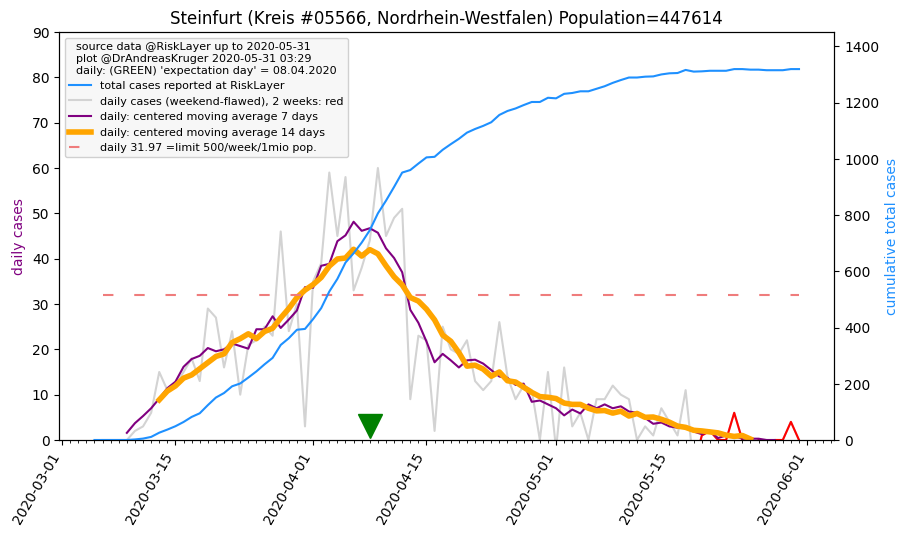 Steinfurt (Kreis #05566, Nordrhein-Westfalen) Population=447614
source data @RiskLayer up to 2020-05-31
plot @DrAndreasKruger 2020-05-31 03:29
daily: (GREEN) 'expectation day' = 08.04.2020
total cases reported at RiskLayer
daily cases (weekend-flawed), 2 weeks: red
daily: centered moving average 7 days
daily: centered moving average 14 days
daily 31.97 =limit 500/week/1mio pop.
daily cases
90
80
70
60
50
40
30
20
10
0
cumulative total cases
1400
1200
1000
800
600
400
200
0
2020-03-01
2020-03-15
2020-04-01
2020-04-15
2020-05-01
2020-05-15
2020-06-01